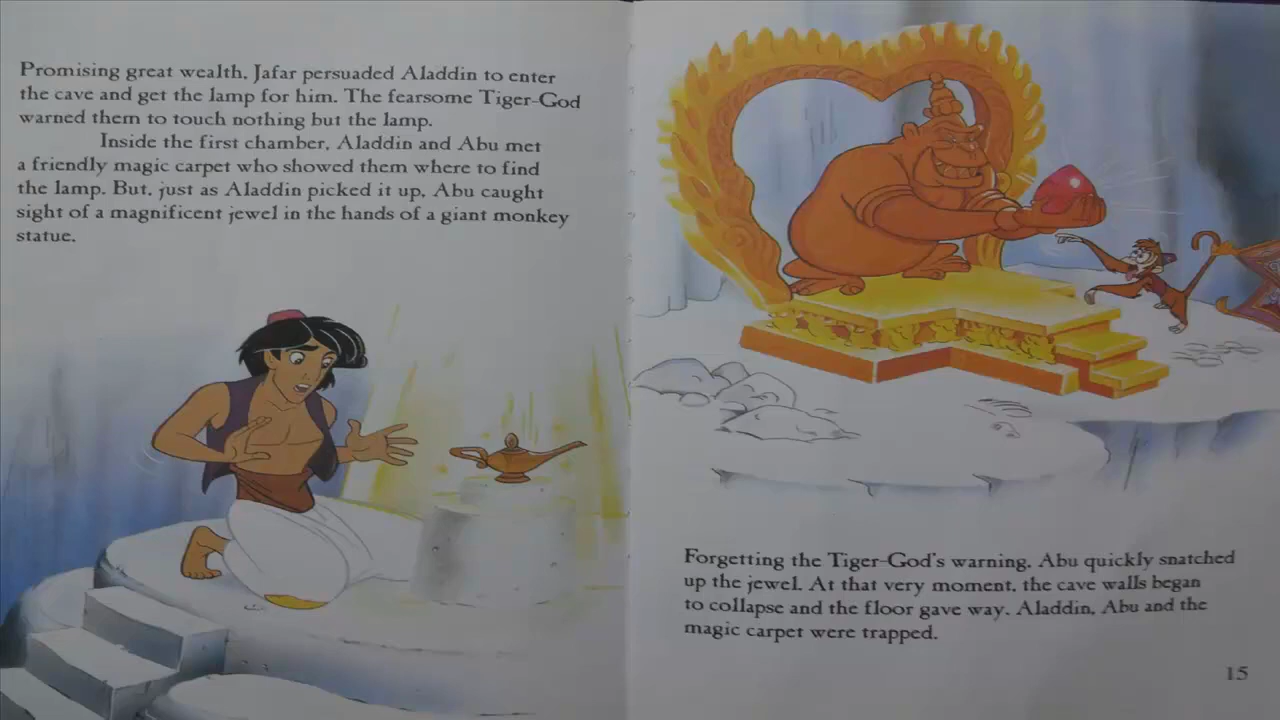 Promising great wealth, Jafar persuaded Aladdin to enter
the cave and get the lamp for him. The fearsome Tiger-God
warned them to touch nothing but the lamp.
Inside the first chamber, Aladdin and Abu met
a friendly magic carpet who showed them where to find
the lamp. But, just as Aladdin picked it up, Abu caught
sight of a magnificent jewel in the hands of a giant monkey
statue.
Forgetting the Tiger-God's warning, Abu quickly snatched
up the jewel. At that very moment, the cave walls began
to collapse and the floor gave way. Aladdin, Abu and the
magic carpet were trapped.
15